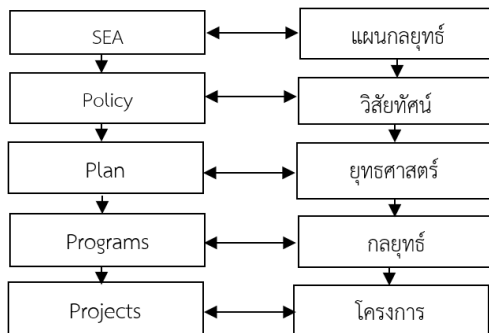 SEA
แผนกลยุทธ์
Policy
วิสัยทัศน์
Plan
ยุทธศาสตร์
Programs
กลยุทธ์
Projects
โครงการ